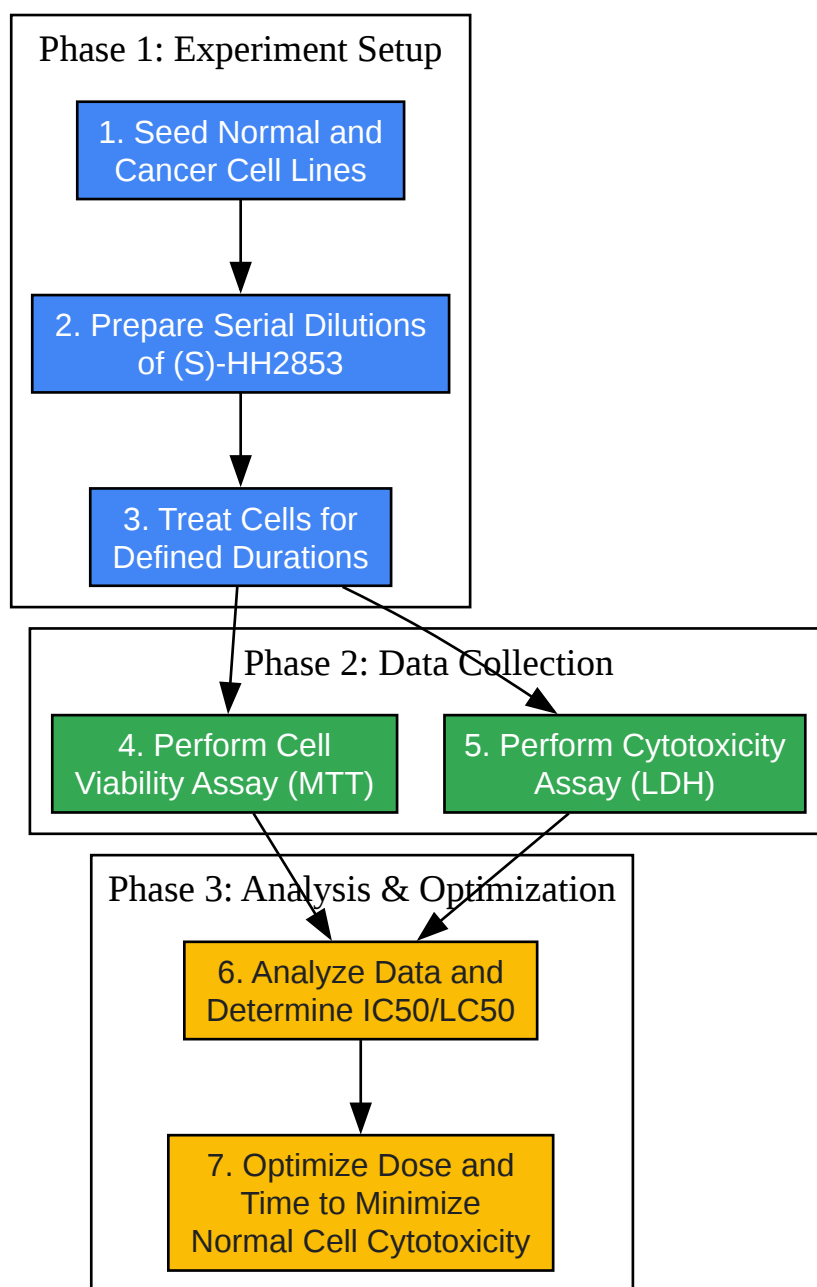 Phase 1: Experiment Setup
1. Seed Normal and
Cancer Cell Lines
2. Prepare Serial Dilutions
of (S)-HH2853
3. Treat Cells for
Defined Durations
Phase 2: Data Collection
4. Perform Cell
Viability Assay (MTT)
5. Perform Cytotoxicity
Assay (LDH)
Phase 3: Analysis & Optimization
6. Analyze Data and
Determine IC50/LC50
7. Optimize Dose and
Time to Minimize
Normal Cell Cytotoxicity